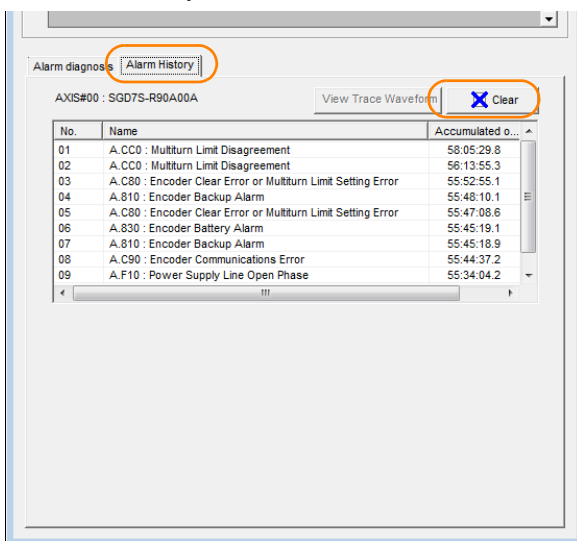 Alarm diagnosis Alarm History
AXIS#00 : SGD7S-R90A00A View Trace Waveform Clear
No. Name Accumulated o...
01 A.CC0 : Multiturn Limit Disagreement 58:05:29.8
02 A.CC0 : Multiturn Limit Disagreement 56:13:55.3
03 A.C80 : Encoder Clear Error or Multiturn Limit Setting Error 55:52:55.1
04 A.810 : Encoder Backup Alarm 55:48:10.1
05 A.C80 : Encoder Clear Error or Multiturn Limit Setting Error 55:47:08.6
06 A.830 : Encoder Battery Alarm 55:45:19.1
07 A.810 : Encoder Backup Alarm 55:45:18.9
08 A.C90 : Encoder Communications Error 55:44:37.2
09 A.F10 : Power Supply Line Open Phase 55:34:04.2